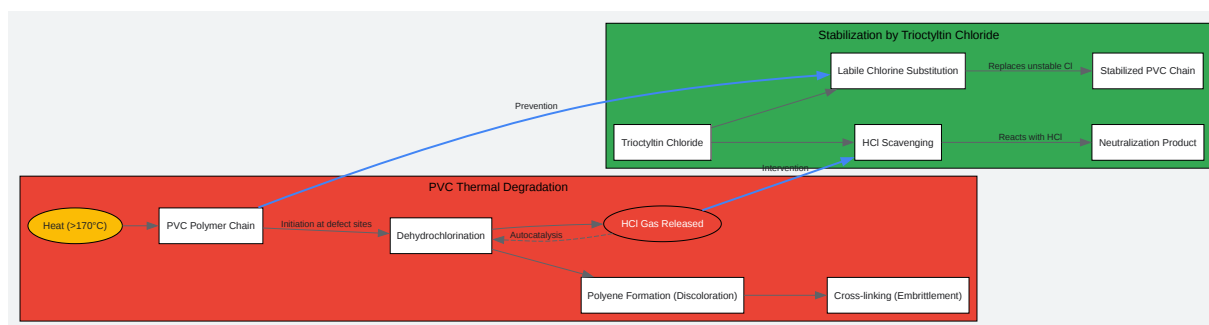 Stabilization by Trioctyltin Chloride
Labile Chlorine Substitution
Replaces unstable Cl
Stabilized PVC Chain
Prevention
Trioctyltin Chloride
HCl Scavenging
Reacts with HCl
Neutralization Product
Intervention
PVC Thermal Degradation
Heat (>170°C)
PVC Polymer Chain
Initiation at defect sites
Dehydrochlorination
Autocatalysis
HCl Gas Released
Polyene Formation (Discoloration)
Cross-linking (Embrittlement)